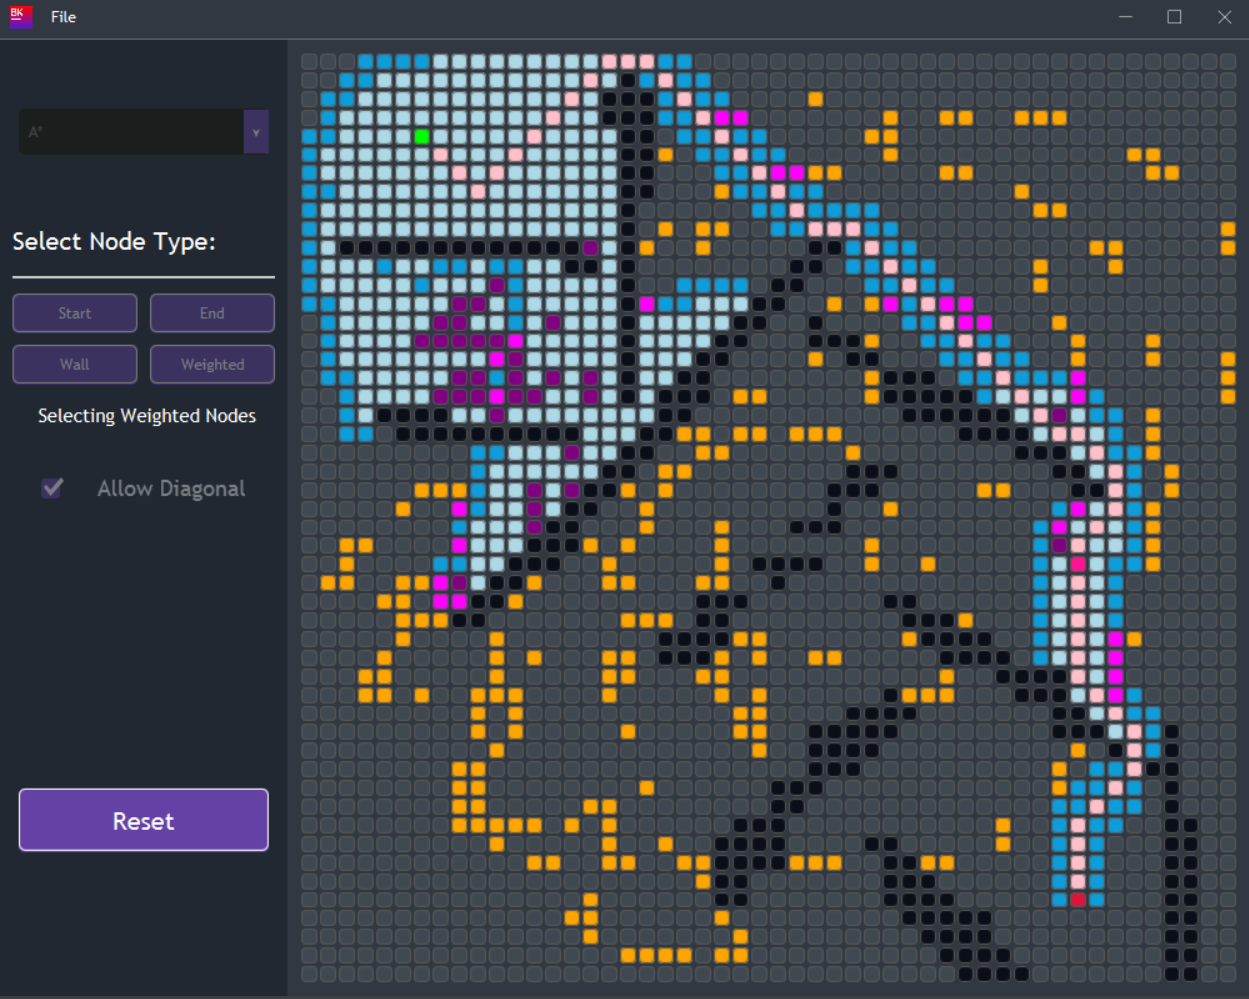 BK
File
A*
Select Node Type:
Start
End
Wall
Weighted
Selecting Weighted Nodes
Allow Diagonal
Reset